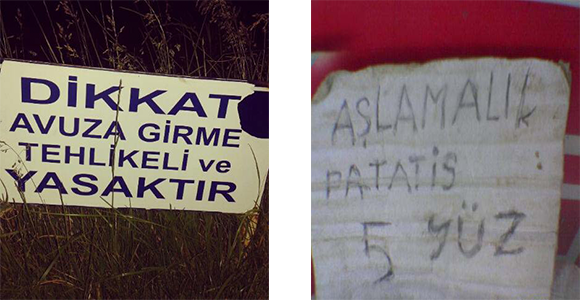 DİKKAT
AVUZA GİRME
TEHLİKELİ ve
YASAKTIR
AŞLAMALIK
PATATİS
5 YÜZ